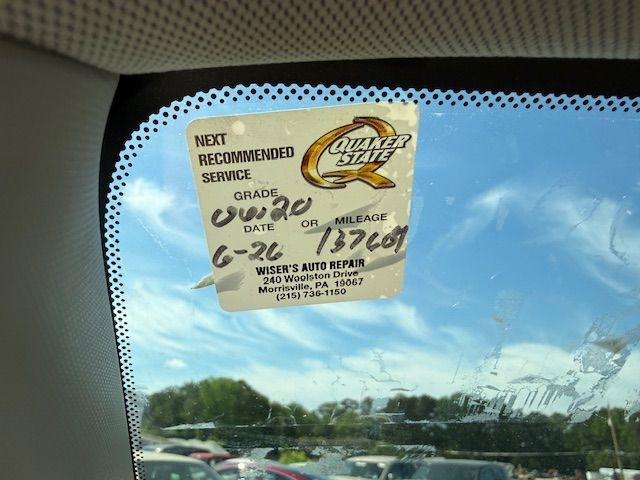 NEXT
RECOMMENDED
SERVICE
QUAKER
STATE
GRADE
0W20
DATE OR MILEAGE
6-26
WISER'S AUTO REPAIR
240 Woolston Drive
Morrisville, PA 19067
(215) 736-1150